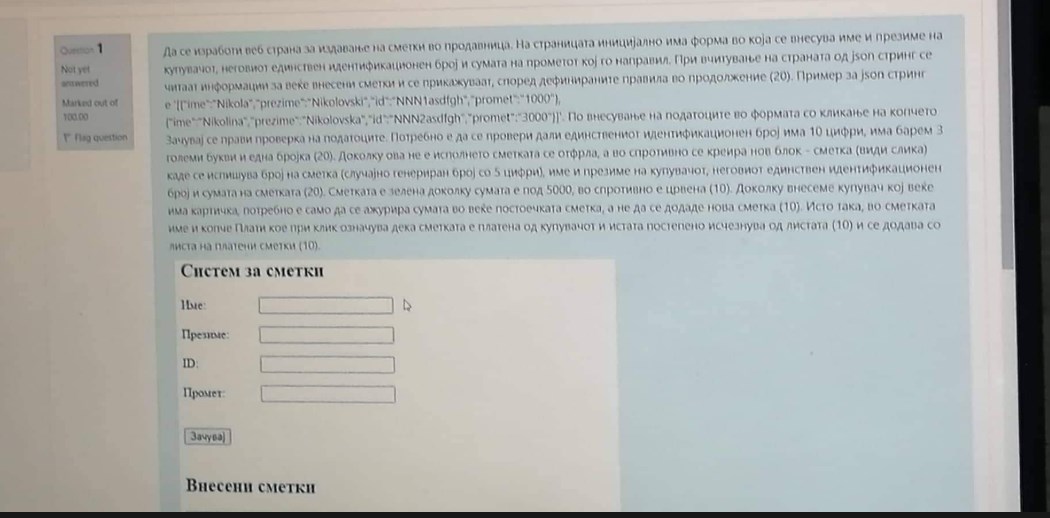 Question 1
Not yet
answered
Marked out of
100.00
Flag question
Да се изработи веб страна за издавање на сметки во продавница. На страницата иницијално има форма во која се внесува име и презиме на
купувачот, неговиот единствен идентификационен број и сумата на прометот кој го направил. При вчитување на страната од json стринг се
читаат информации за веќе внесени сметки и се прикажуваат, според дефинираните правила во продолжение (20). Пример за json стринг
е '[{"ime":"Nikola","prezime":"Nikolovski","id":"NNN1asdfgh","promet":"1000"},
{"ime":"Nikolina","prezime":"Nikolovska","id":"NNN2asdfgh","promet":"3000"}]'. По внесување на податоците во формата со кликање на копчето
Зачувај се прави проверка на податоците. Потребно е да се провери дали единствениот идентификационен број има 10 цифри, има барем 3
големи букви и една бројка (20). Доколку ова не е исполнето сметката се отфрла, а во спротивно се креира нов блок - сметка (види слика)
каде се испишува број на сметка (случајно генериран број со 5 цифри), име и презиме на купувачот, неговиот единствен идентификационен
број и сумата на сметката (20). Сметката е зелена доколку сумата е под 5000, во спротивно е црвена (10). Доколку внесеме купувач кој веќе
има картичка, потребно е само да се ажурира сумата во веќе постоечката сметка, а не да се додаде нова сметка (10). Исто така, во сметката
име и копче Плати кое при клик означува дека сметката е платена од купувачот и истата постепено исчезнува од листата (10) и се додава со
листа на платени сметки (10).
Систем за сметки
Име:
Презиме:
ID:
Промет:
Зачувај
Внесени сметки